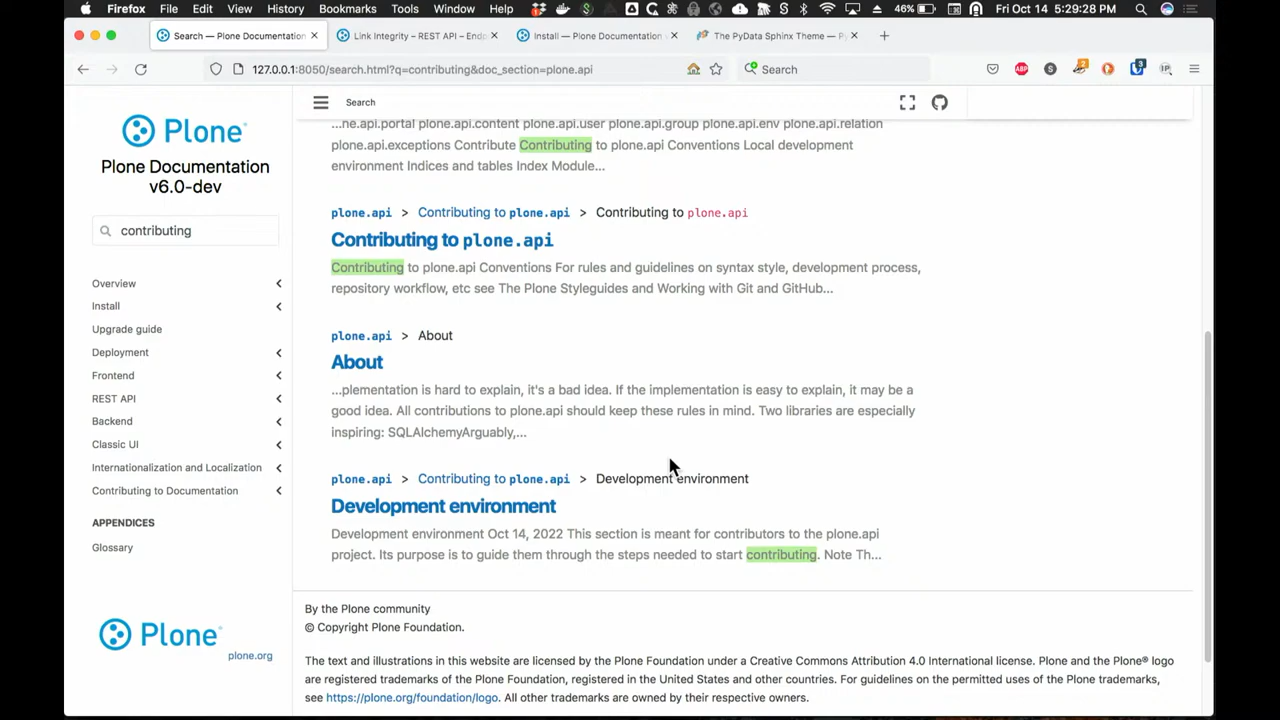 Firefox File Edit View History Bookmarks Tools Window Help 46% Fri Oct 14 5:29:28 PM
Search — Plone Documentation Link Integrity – REST API – Endp Install — Plone Documentation The PyData Sphinx Theme — Py
127.0.0.1:8050/search.html?q=contributing&doc_section=plone.api Search
Plone
Plone Documentation
v6.0-dev
contributing
Overview
Install
Upgrade guide
Deployment
Frontend
REST API
Backend
Classic UI
Internationalization and Localization
Contributing to Documentation
APPENDICES
Glossary
Plone
plone.org
Search
...ne.api.portal plone.api.content plone.api.user plone.api.group plone.api.env plone.api.relation
plone.api.exceptions Contribute Contributing to plone.api Conventions Local development
environment Indices and tables Index Module...
plone.api > Contributing to plone.api > Contributing to plone.api
Contributing to plone.api
Contributing to plone.api Conventions For rules and guidelines on syntax style, development process,
repository workflow, etc see The Plone Styleguides and Working with Git and GitHub...
plone.api > About
About
...plementation is hard to explain, it's a bad idea. If the implementation is easy to explain, it may be a
good idea. All contributions to plone.api should keep these rules in mind. Two libraries are especially
inspiring: SQLAlchemyArguably,...
plone.api > Contributing to plone.api > Development environment
Development environment
Development environment Oct 14, 2022 This section is meant for contributors to the plone.api
project. Its purpose is to guide them through the steps needed to start contributing. Note Th...
By the Plone community
© Copyright Plone Foundation.
The text and illustrations in this website are licensed by the Plone Foundation under a Creative Commons Attribution 4.0 International license. Plone and the Plone® logo
are registered trademarks of the Plone Foundation, registered in the United States and other countries. For guidelines on the permitted uses of the Plone trademarks,
see https://plone.org/foundation/logo. All other trademarks are owned by their respective owners.